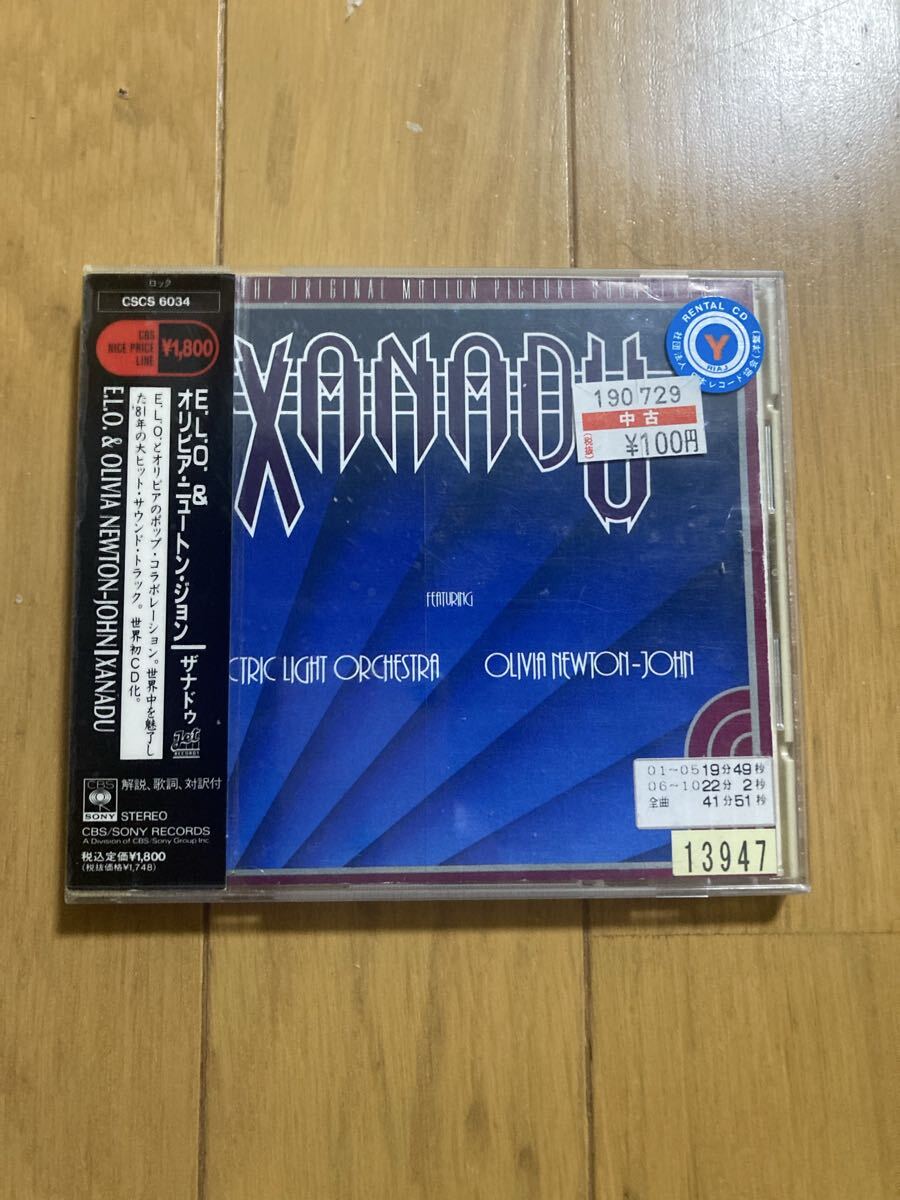 ロック
CSCS 6034
CBS
NICE PRICE
LINE
¥1,800
E.L.O. &
オリビア・ニュートン・ジョン/ザナドゥ
E.L.O.とオリビアのポップ・コラボレーション。世界中を魅了し
た'81年の大ヒット・サウンド・トラック。世界初CD化。
E.L.O. & OLIVIA NEWTON-JOHN/XANADU
Jet
RECORDS
CBS
SONY
解説、歌詞、対訳付
STEREO
CBS/SONY RECORDS
A Division of CBS/Sony Group Inc.
税込定価¥1,800
(税抜価格¥1,748)
HE ORIGINAL MOTION PICTURE
XANADU
RENTAL CD
Y
RIAJ
190 729
中古
(税抜)
¥100円
FEATURING
CTRIC LIGHT ORCHESTRA
OLIVIA NEWTON-JOHN
01~05 19分49秒
06~10 22分 2秒
全曲 41分51秒
13947